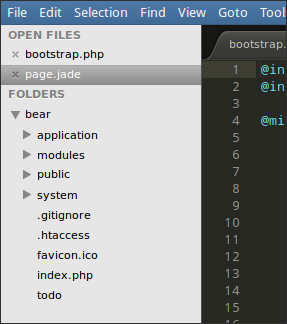 File Edit Selection Find View Goto Tool
OPEN FILES
bootstrap.php
page.jade
FOLDERS
bear
application
modules
public
system
.gitignore
.htaccess
favicon.ico
index.php
todo
bootstrap.
1 @in
2 @in
3
4 @mi
5
6
7
8
9
10
11
12
13
14
15
16